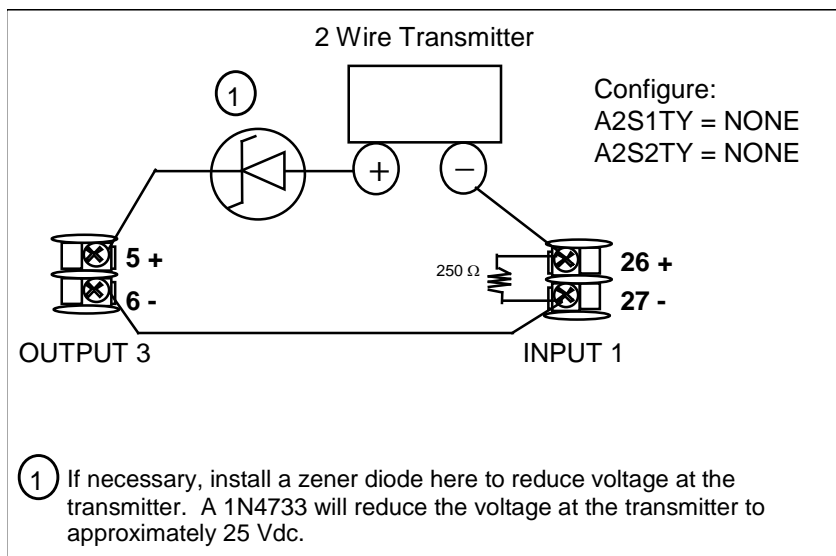 2 Wire Transmitter
1
Configure:
A2S1TY = NONE
A2S2TY = NONE
+
−
5 +
6 -
250 Ω
26 +
27 -
OUTPUT 3
INPUT 1
1 If necessary, install a zener diode here to reduce voltage at the
transmitter. A 1N4733 will reduce the voltage at the transmitter to
approximately 25 Vdc.